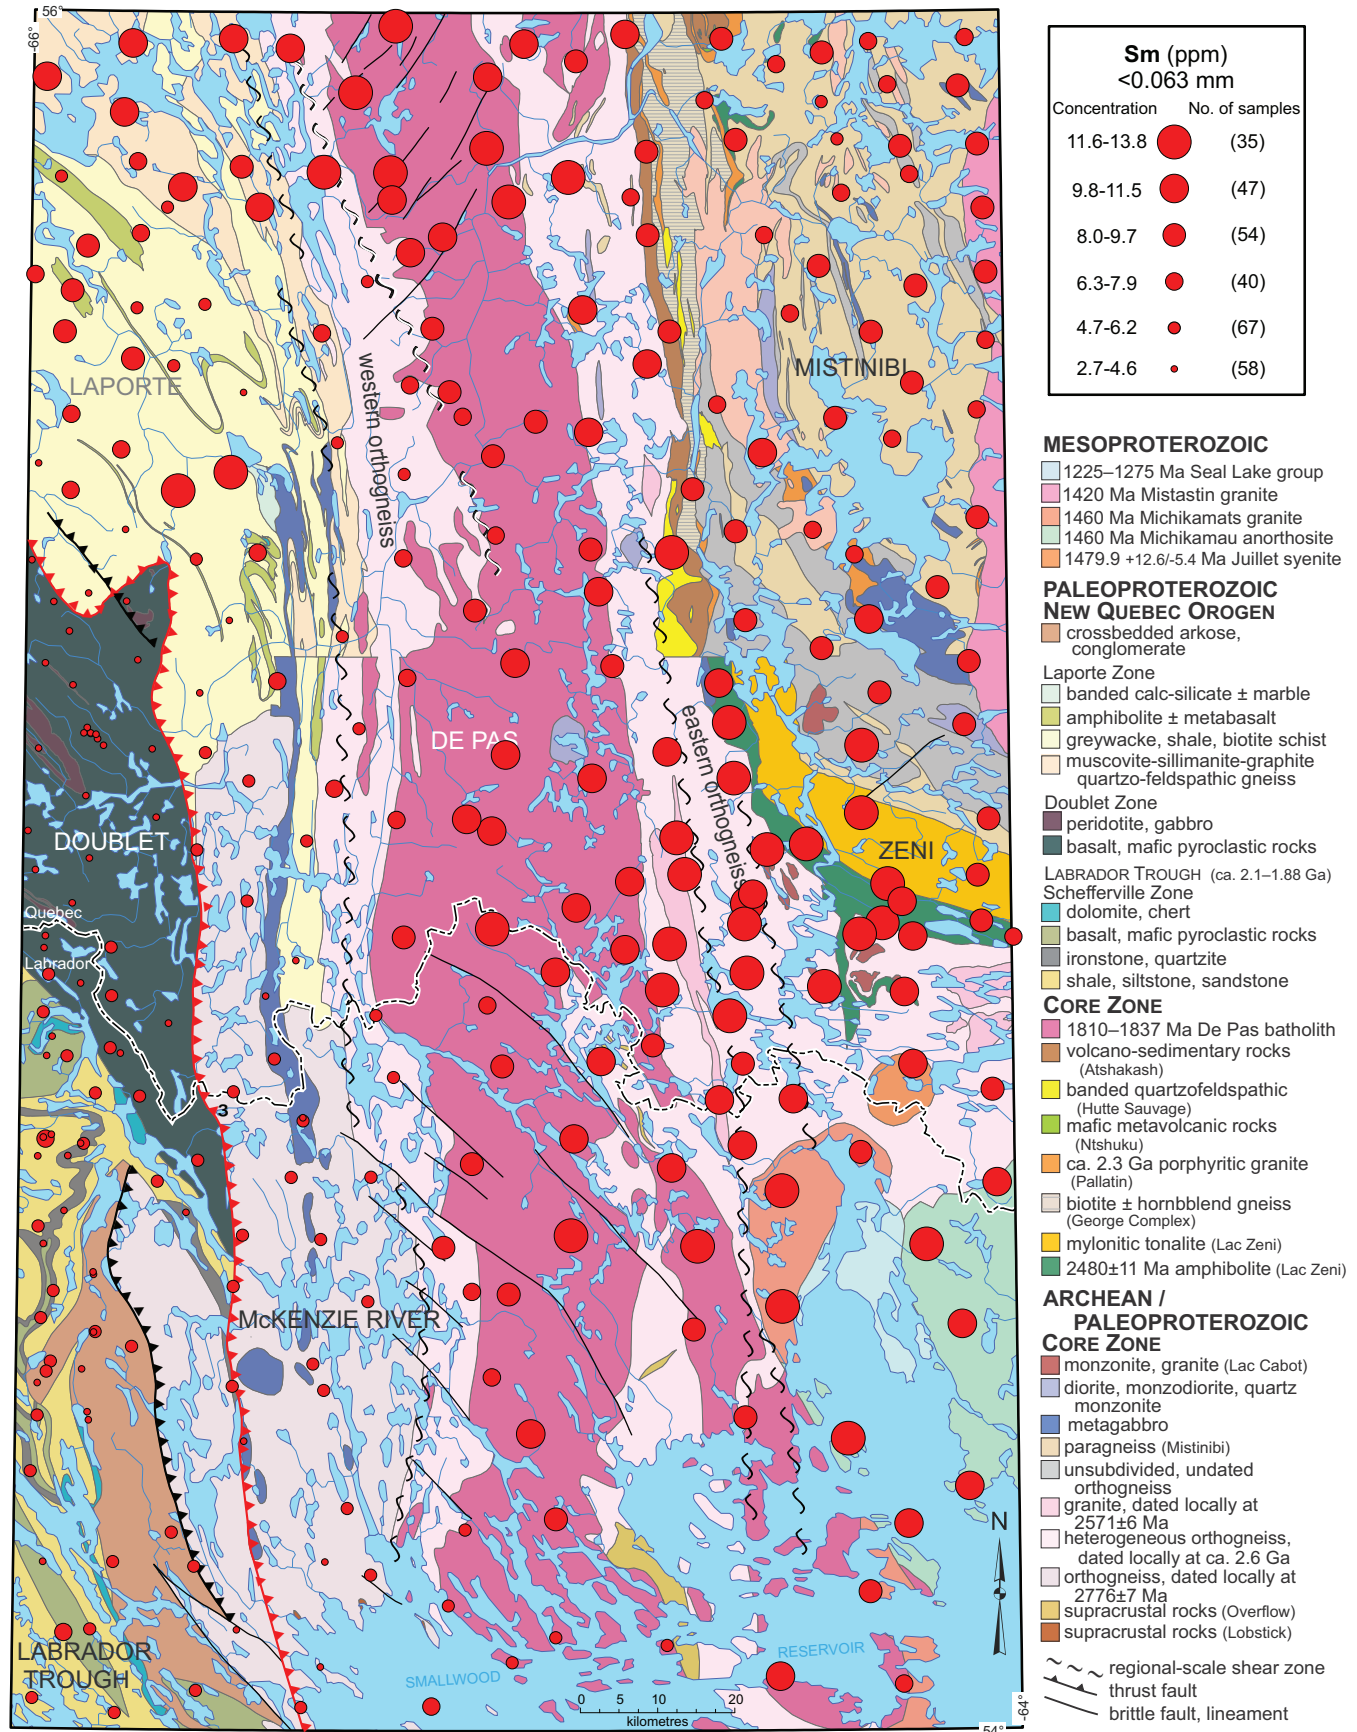 56°
-66°
LAPORTE
western orthogneiss
MISTINIBI
DE PAS
eastern orthogneiss
DOUBLET
ZENI
Quebec
Labrador
3
McKENZIE RIVER
LABRADOR
TROUGH
SMALLWOOD
RESERVOIR
0 5 10 20
kilometres
N
-64°
54°
Sm (ppm)
<0.063 mm
Concentration No. of samples
11.6-13.8 (35)
9.8-11.5 (47)
8.0-9.7 (54)
6.3-7.9 (40)
4.7-6.2 (67)
2.7-4.6 (58)
MESOPROTEROZOIC
1225–1275 Ma Seal Lake group
1420 Ma Mistastin granite
1460 Ma Michikamats granite
1460 Ma Michikamau anorthosite
1479.9 +12.6/-5.4 Ma Juillet syenite
PALEOPROTEROZOIC
NEW QUEBEC OROGEN
crossbedded arkose,
conglomerate
Laporte Zone
banded calc-silicate ± marble
amphibolite ± metabasalt
greywacke, shale, biotite schist
muscovite-sillimanite-graphite
quartzo-feldspathic gneiss
Doublet Zone
peridotite, gabbro
basalt, mafic pyroclastic rocks
LABRADOR TROUGH (ca. 2.1–1.88 Ga)
Schefferville Zone
dolomite, chert
basalt, mafic pyroclastic rocks
ironstone, quartzite
shale, siltstone, sandstone
CORE ZONE
1810–1837 Ma De Pas batholith
volcano-sedimentary rocks
(Atshakash)
banded quartzofeldspathic
(Hutte Sauvage)
mafic metavolcanic rocks
(Ntshuku)
ca. 2.3 Ga porphyritic granite
(Pallatin)
biotite ± hornbblend gneiss
(George Complex)
mylonitic tonalite (Lac Zeni)
2480±11 Ma amphibolite (Lac Zeni)
ARCHEAN /
PALEOPROTEROZOIC
CORE ZONE
monzonite, granite (Lac Cabot)
diorite, monzodiorite, quartz
monzonite
metagabbro
paragneiss (Mistinibi)
unsubdivided, undated
orthogneiss
granite, dated locally at
2571±6 Ma
heterogeneous orthogneiss,
dated locally at ca. 2.6 Ga
orthogneiss, dated locally at
2776±7 Ma
supracrustal rocks (Overflow)
supracrustal rocks (Lobstick)
regional-scale shear zone
thrust fault
brittle fault, lineament